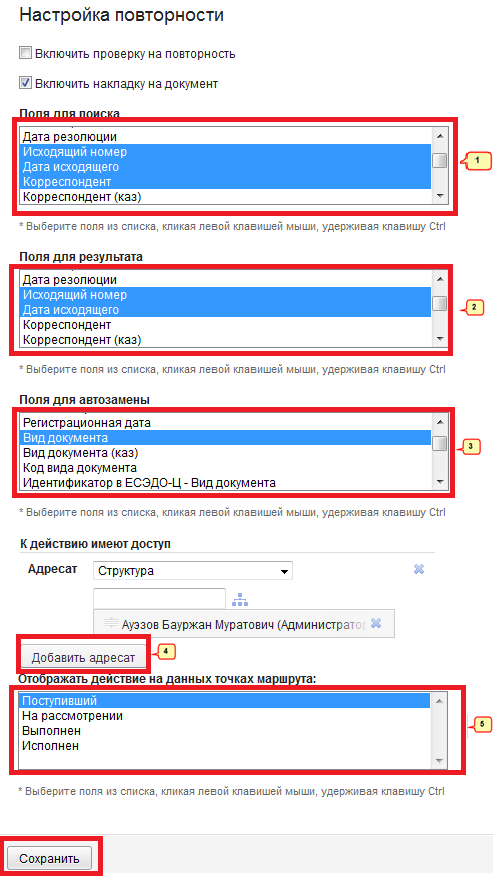 Настройка повторности
Включить проверку на повторность
Включить накладку на документ
Поля для поиска
Дата резолюции
Исходящий номер
Дата исходящего
Корреспондент
Корреспондент (каз)
1
* Выберите поля из списка, кликая левой клавишей мыши, удерживая клавишу Ctrl
Поля для результата
Дата резолюции
Исходящий номер
Дата исходящего
Корреспондент
Корреспондент (каз)
2
* Выберите поля из списка, кликая левой клавишей мыши, удерживая клавишу Ctrl
Поля для автозамены
Регистрационная дата
Вид документа
Вид документа (каз)
Код вида документа
Идентификатор в ЕСЭДО-Ц - Вид документа
3
* Выберите поля из списка, кликая левой клавишей мыши, удерживая клавишу Ctrl
К действию имеют доступ
Адресат Структура
Ауэзов Бауржан Муратович (Администратор
Добавить адресат
4
Отображать действие на данных точках маршрута:
Поступивший
На рассмотрении
Выполнен
Исполнен
5
* Выберите поля из списка, кликая левой клавишей мыши, удерживая клавишу Ctrl
Сохранить